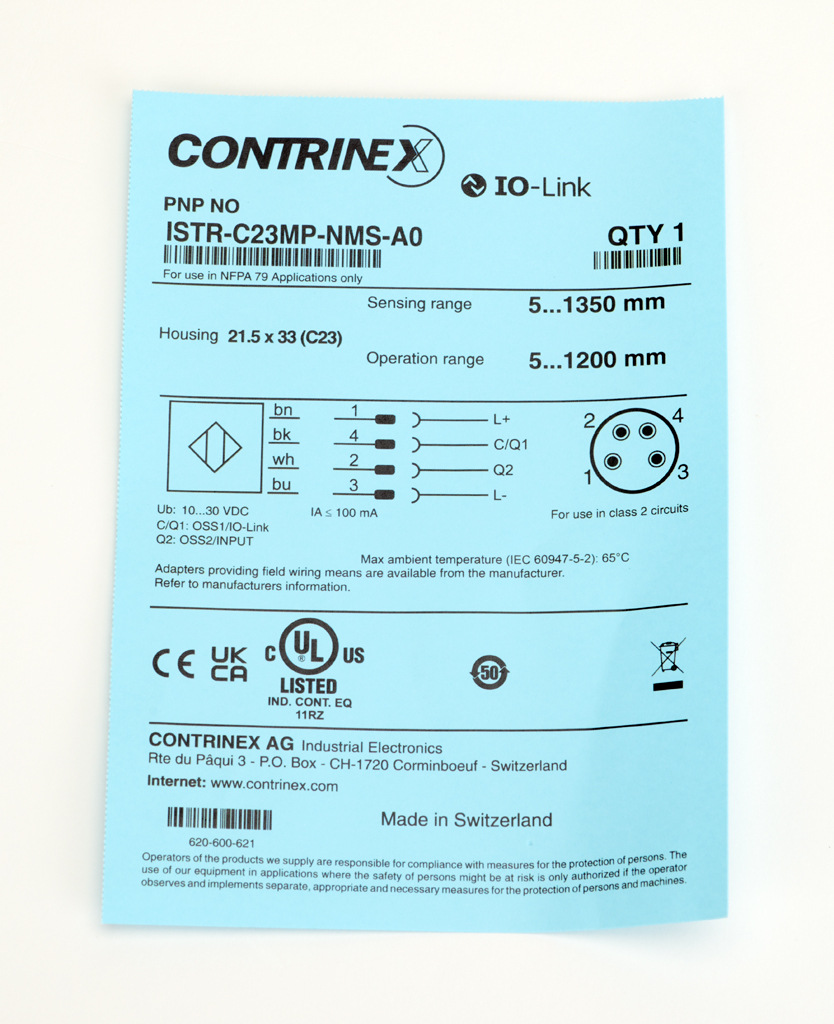 CONTRINEX
IO-Link
PNP NO
ISTR-C23MP-NMS-A0
QTY 1
For use in NFPA 79 Applications only
Sensing range 5...1350 mm
Housing 21.5 x 33 (C23)
Operation range 5...1200 mm
bn 1 L+
bk 4 C/Q1
wh 2 Q2
bu 3 L-
2 4
1 3
Ub: 10...30 VDC
IA ≤ 100 mA
For use in class 2 circuits
C/Q1: OSS1/IO-Link
Q2: OSS2/INPUT
Max ambient temperature (IEC 60947-5-2): 65°C
Adapters providing field wiring means are available from the manufacturer.
Refer to manufacturers information.
CE UK CA
C UL ® US
LISTED
IND. CONT. EQ
11RZ
50
CONTRINEX AG Industrial Electronics
Rte du Pâqui 3 - P.O. Box - CH-1720 Corminboeuf - Switzerland
Internet: www.contrinex.com
Made in Switzerland
620-600-621
Operators of the products we supply are responsible for compliance with measures for the protection of persons. The
use of our equipment in applications where the safety of persons might be at risk is only authorized if the operator
observes and implements separate, appropriate and necessary measures for the protection of persons and machines.